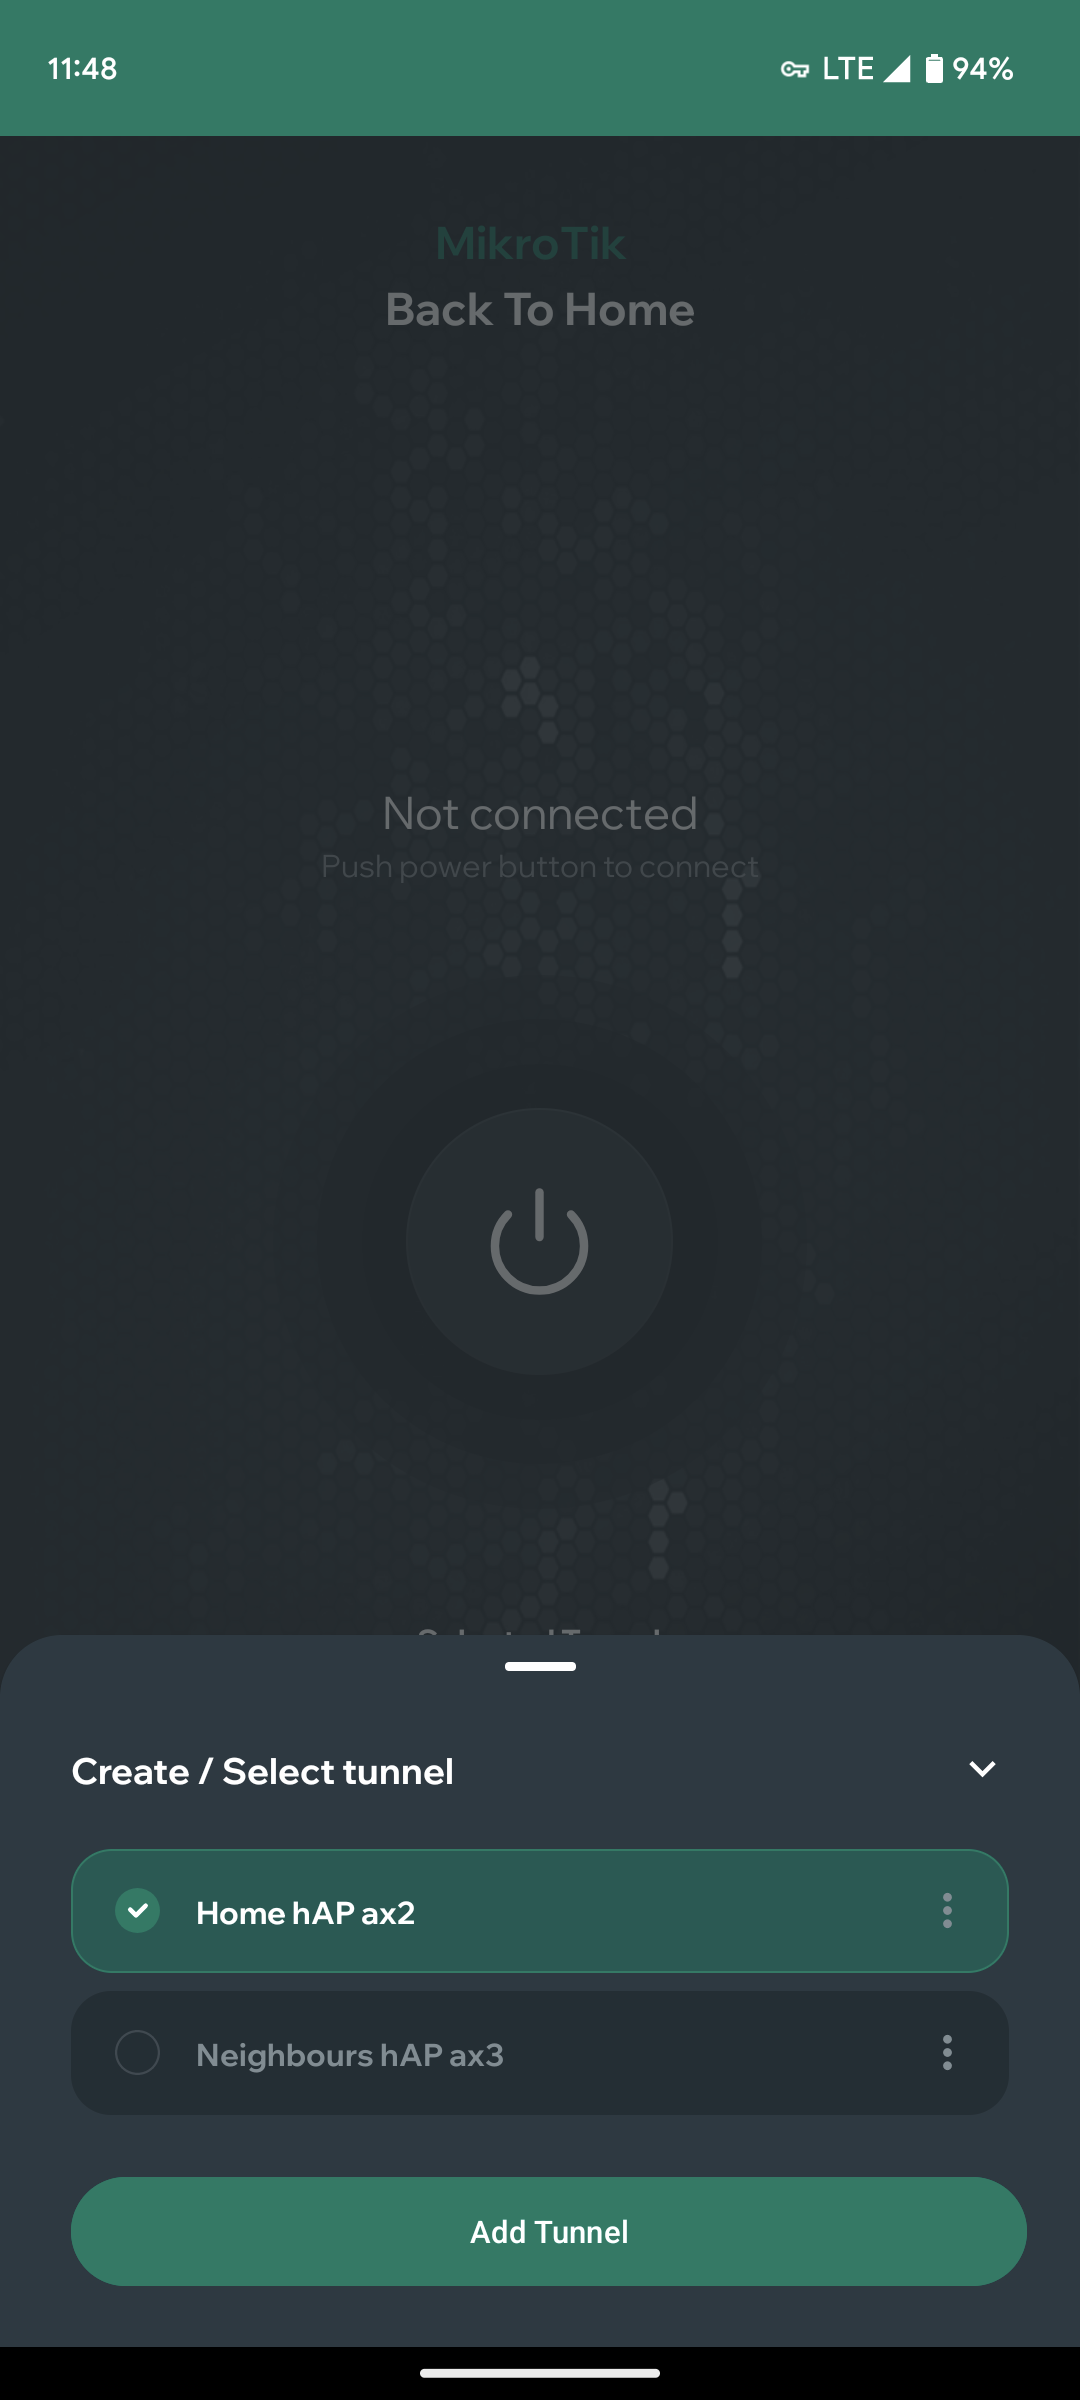 11:48
LTE 94%
MikroTik
Back To Home
Not connected
Push power button to connect
Create / Select tunnel
Home hAP ax2
Neighbours hAP ax3
Add Tunnel